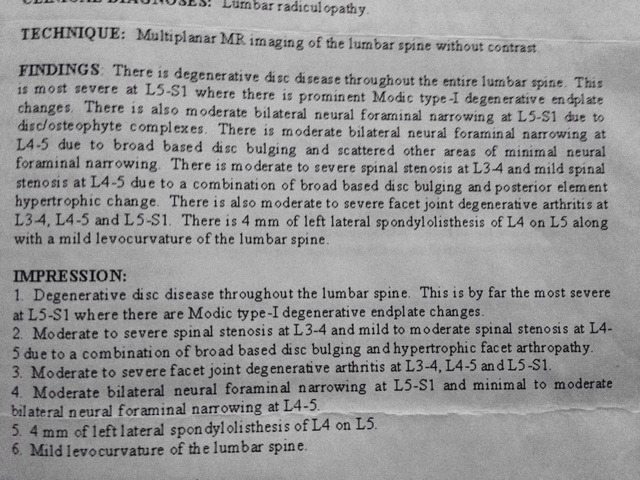 CLINICAL DIAGNOSES: Lumbar radiculopathy.
TECHNIQUE: Multiplanar MR imaging of the lumbar spine without contrast.
FINDINGS: There is degenerative disc disease throughout the entire lumbar spine. This
is most severe at L5-S1 where there is prominent Modic type-I degenerative endplate
changes. There is also moderate bilateral neural foraminal narrowing at L5-S1 due to
disc/osteophyte complexes. There is moderate bilateral neural foraminal narrowing at
L4-5 due to broad based disc bulging and scattered other areas of minimal neural
foraminal narrowing. There is moderate to severe spinal stenosis at L3-4 and mild spinal
stenosis at L4-5 due to a combination of broad based disc bulging and posterior element
hypertrophic change. There is also moderate to severe facet joint degenerative arthritis at
L3-4, L4-5 and L5-S1. There is 4 mm of left lateral spondylolisthesis of L4 on L5 along
with a mild levocurvature of the lumbar spine.
IMPRESSION:
1. Degenerative disc disease throughout the lumbar spine. This is by far the most severe
at L5-S1 where there are Modic type-I degenerative endplate changes.
2. Moderate to severe spinal stenosis at L3-4 and mild to moderate spinal stenosis at L4-
5 due to a combination of broad based disc bulging and hypertrophic facet arthropathy.
3. Moderate to severe facet joint degenerative arthritis at L3-4, L4-5 and L5-S1.
4. Moderate bilateral neural foraminal narrowing at L5-S1 and minimal to moderate
bilateral neural foraminal narrowing at L4-5.
5. 4 mm of left lateral spondylolisthesis of L4 on L5.
6. Mild levocurvature of the lumbar spine.